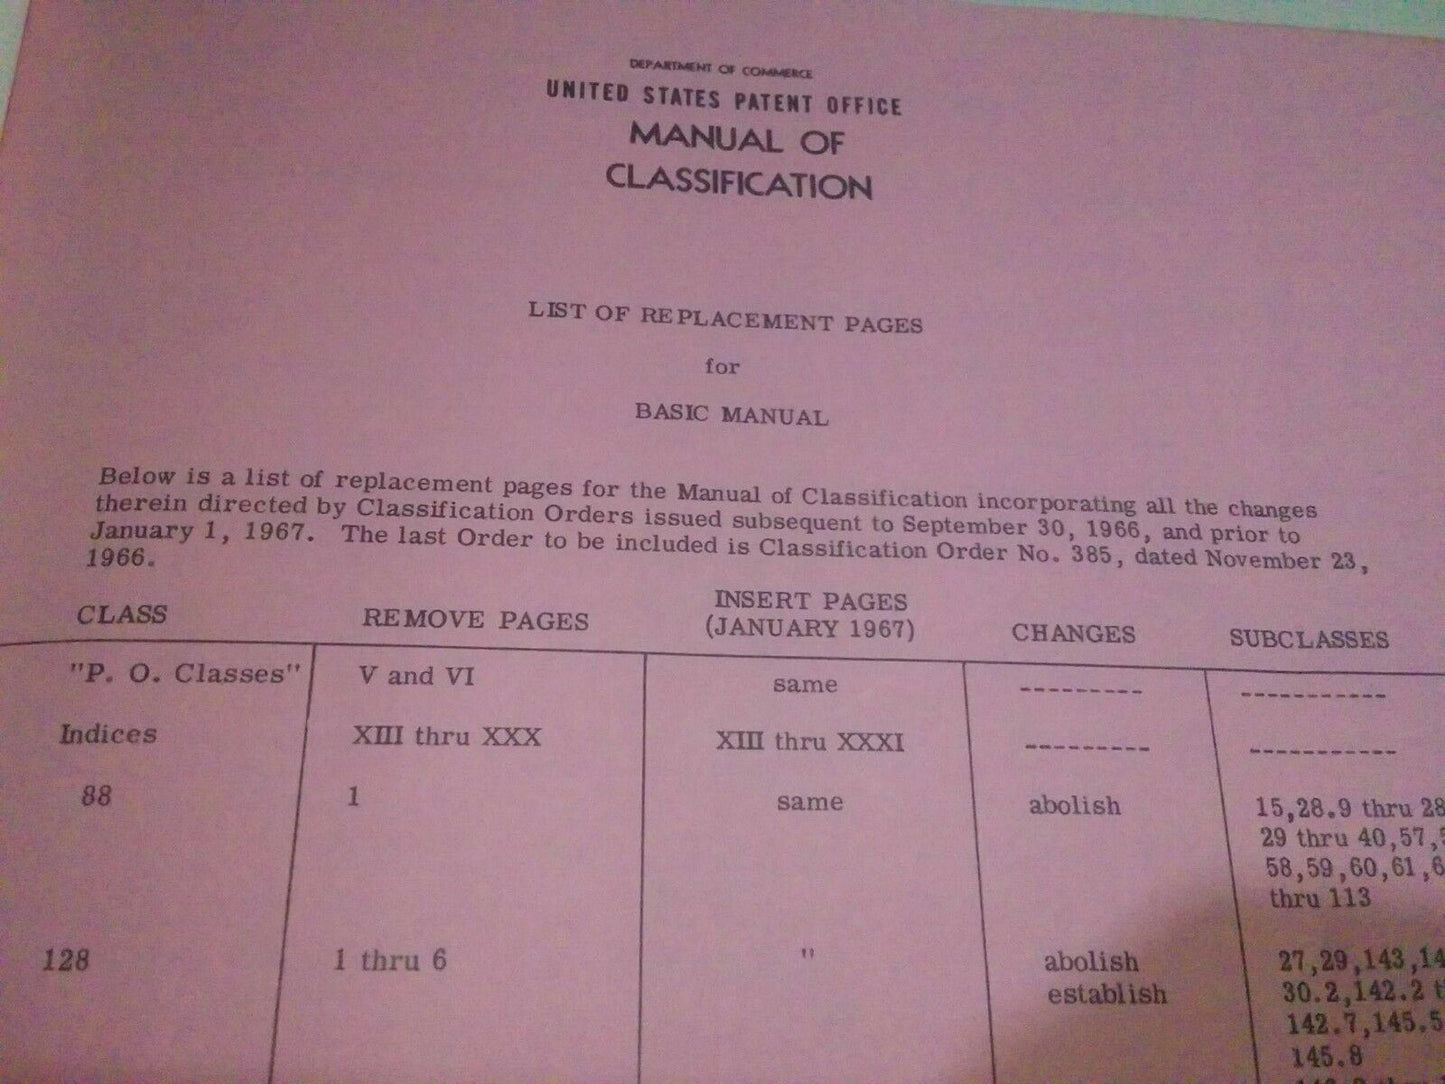 DEPARTMENT OF COMMERCE
UNITED STATES PATENT OFFICE
MANUAL OF
CLASSIFICATION
LIST OF REPLACEMENT PAGES
for
BASIC MANUAL
Below is a list of replacement pages for the Manual of Classification incorporating all the changes
therein directed by Classification Orders issued subsequent to September 30, 1966, and prior to
January 1, 1967. The last Order to be included is Classification Order No. 385, dated November 23,
1966.
CLASS REMOVE PAGES INSERT PAGES (JANUARY 1967) CHANGES SUBCLASSES
"P. O. Classes" V and VI same --------- -----------
Indices XIII thru XXX XIII thru XXXI --------- -----------
88 1 same abolish 15,28.9 thru 28
29 thru 40,57,
58,59,60,61,6
thru 113
128 1 thru 6 " abolish 27,29,143,14
establish 30.2,142.2
142.7,145.5
145.8